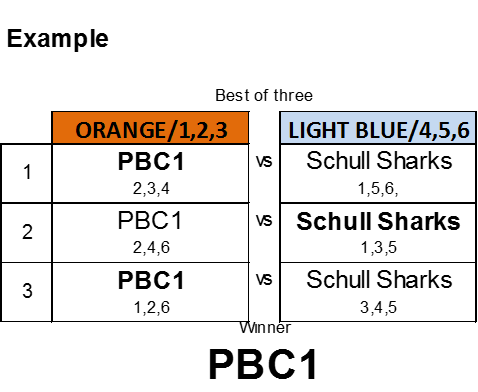 Example
Best of three
ORANGE/1,2,3 LIGHT BLUE/4,5,6
1 PBC1 vs Schull Sharks
2,3,4 1,5,6,
2 PBC1 vs Schull Sharks
2,4,6 1,3,5
3 PBC1 vs Schull Sharks
1,2,6 3,4,5
Winner
PBC1